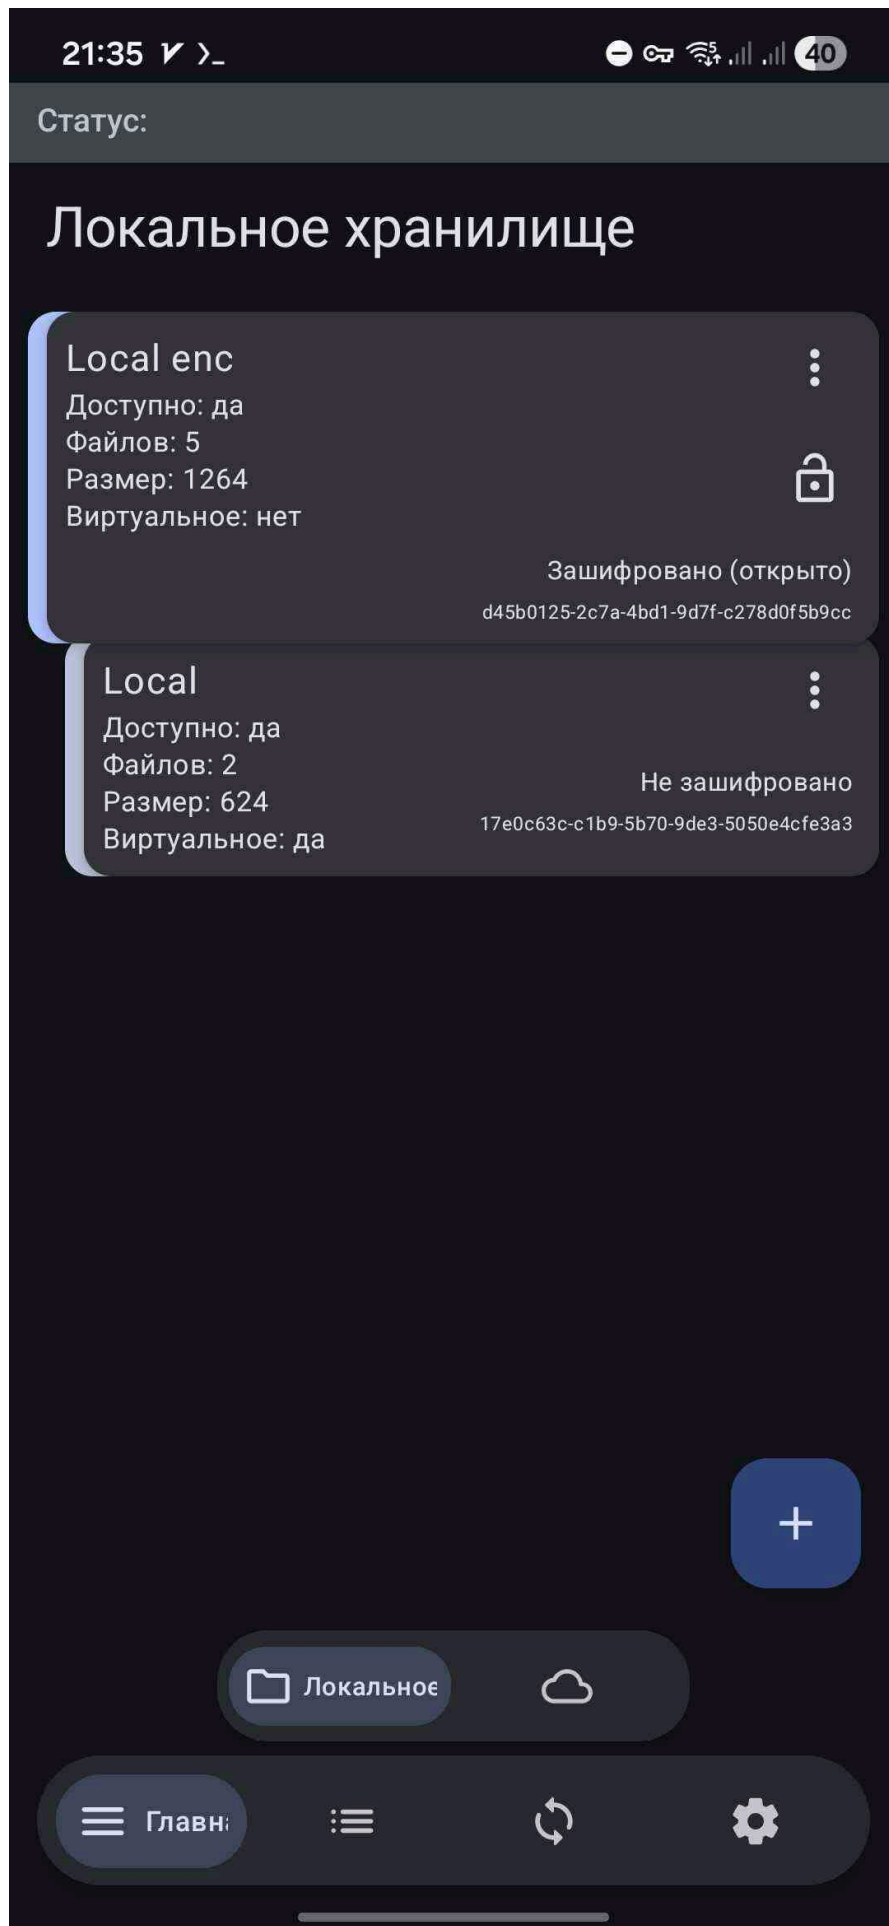 21:35
40
Статус:
Локальное хранилище
Local enc
Доступно: да
Файлов: 5
Размер: 1264
Виртуальное: нет
Зашифровано (открыто)
d45b0125-2c7a-4bd1-9d7f-c278d0f5b9cc
Local
Доступно: да
Файлов: 2
Размер: 624
Виртуальное: да
Не зашифровано
17e0c63c-c1b9-5b70-9de3-5050e4cfe3a3
Локальное
Главн